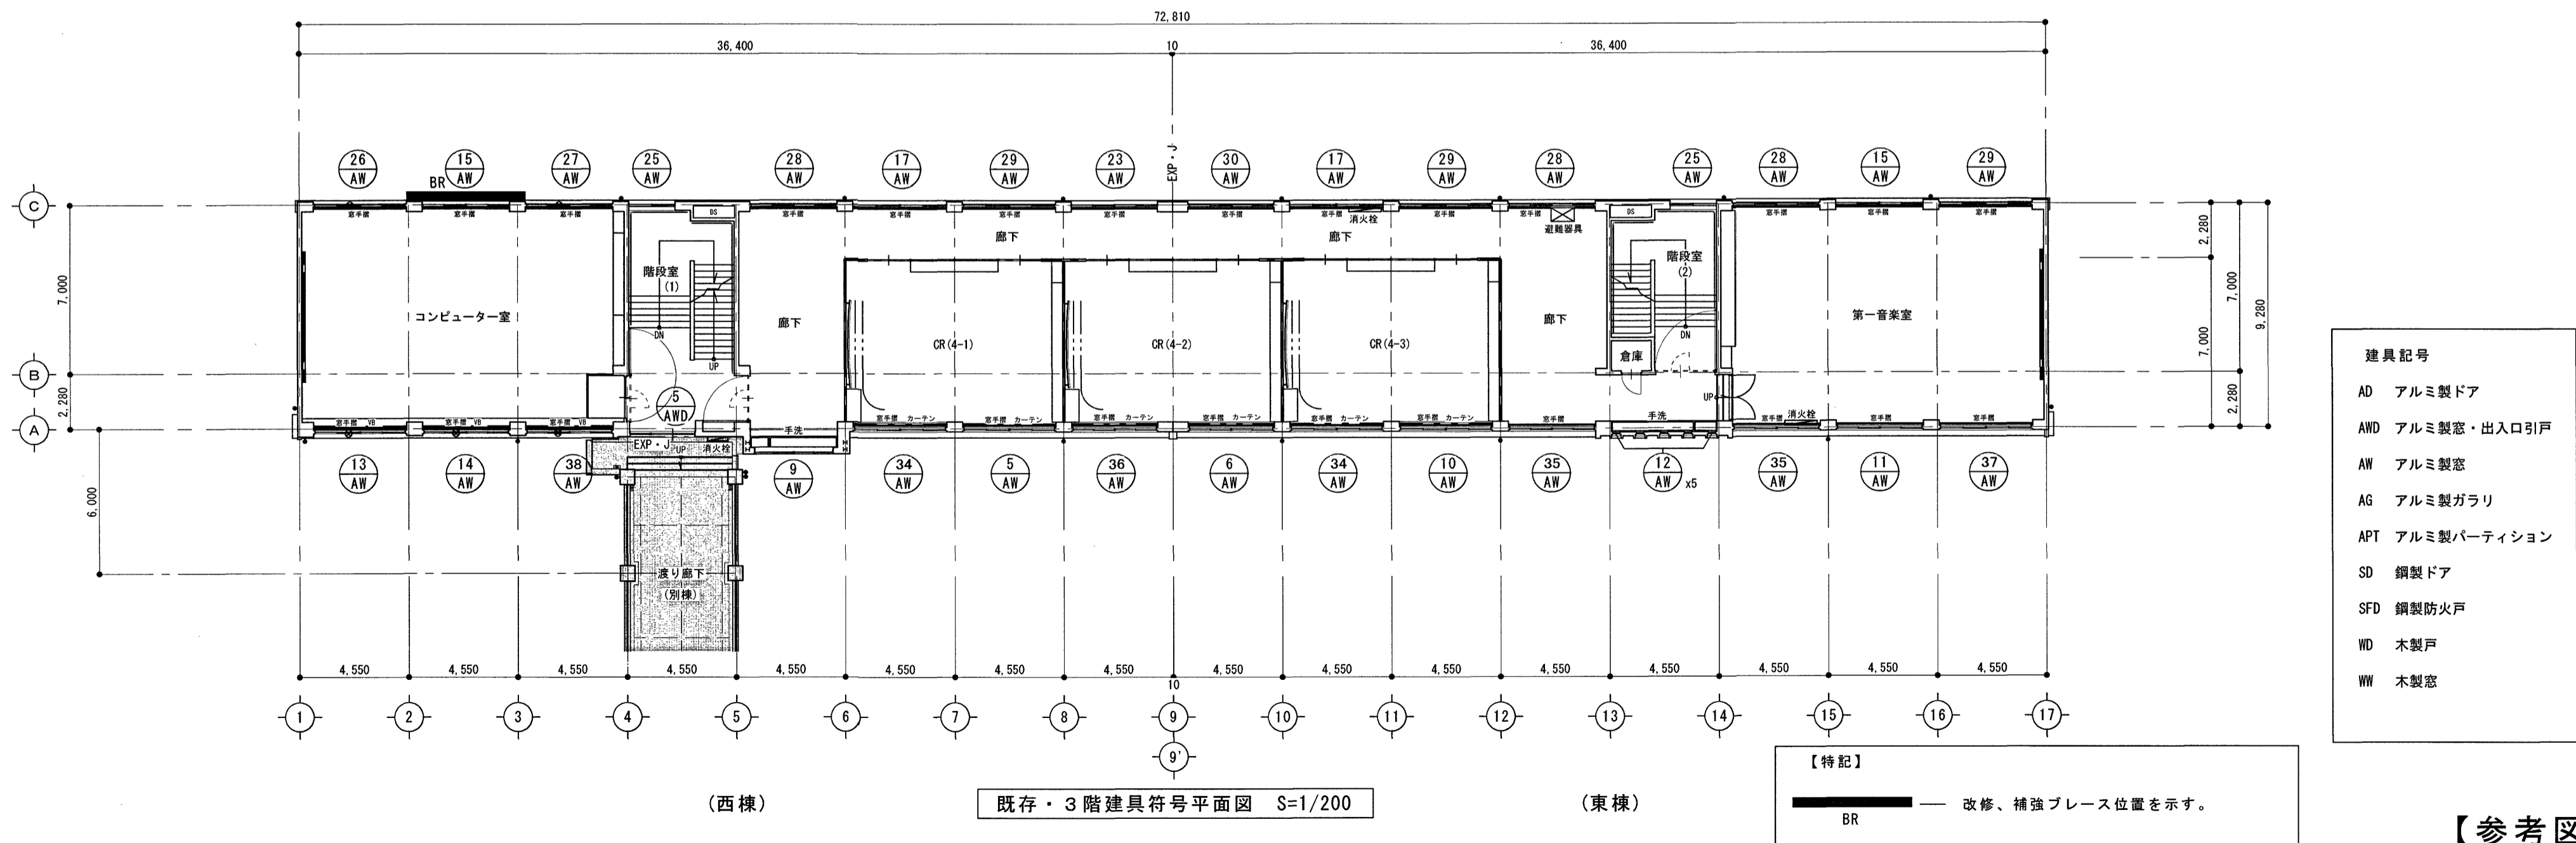 72,810
36,400 10 36,400
EXP・J
26 AW
15 AW
27 AW
25 AW
28 AW
17 AW
29 AW
23 AW
30 AW
17 AW
29 AW
28 AW
25 AW
28 AW
15 AW
29 AW
BR
C
B
A
7,000
2,280
6,000
2,280
7,000
7,000
2,280
9,280
窓手摺 窓手摺 窓手摺 DS 窓手摺 窓手摺 窓手摺 窓手摺 窓手摺 窓手摺 消火栓 窓手摺 窓手摺 DS 窓手摺 窓手摺 窓手摺
避難器具
廊下 廊下
階段室
(1)
階段室
(2)
コンピューター室
廊下
CR(4-1)
CR(4-2)
CR(4-3)
廊下
第一音楽室
DN
UP
倉庫
DN
UP
5 AWD
窓手摺 VB 窓手摺 VB 窓手摺 VB
手洗
窓手摺 カーテン 窓手摺 カーテン 窓手摺 カーテン 窓手摺 カーテン 窓手摺 カーテン 窓手摺 カーテン 窓手摺
手洗
窓手摺 消火栓 窓手摺 窓手摺
EXP・J UP 消火栓
13 AW
14 AW
38 AW
9 AW
34 AW
5 AW
36 AW
6 AW
34 AW
10 AW
35 AW
12 AW x5
35 AW
11 AW
37 AW
渡り廊下
(別棟)
4,550 4,550 4,550 4,550 4,550 4,550 4,550 4,550 4,550 4,550 4,550 4,550 4,550 4,550 4,550 4,550
10
1 2 3 4 5 6 7 8 9 10 11 12 13 14 15 16 17
9'
(西棟)
既存・3階建具符号平面図 S=1/200
(東棟)
建具記号
AD アルミ製ドア
AWD アルミ製窓・出入口引戸
AW アルミ製窓
AG アルミ製ガラリ
APT アルミ製パーティション
SD 鋼製ドア
SFD 鋼製防火戸
WD 木製戸
WW 木製窓
【特記】
改修、補強ブレース位置を示す。
BR
【参考図